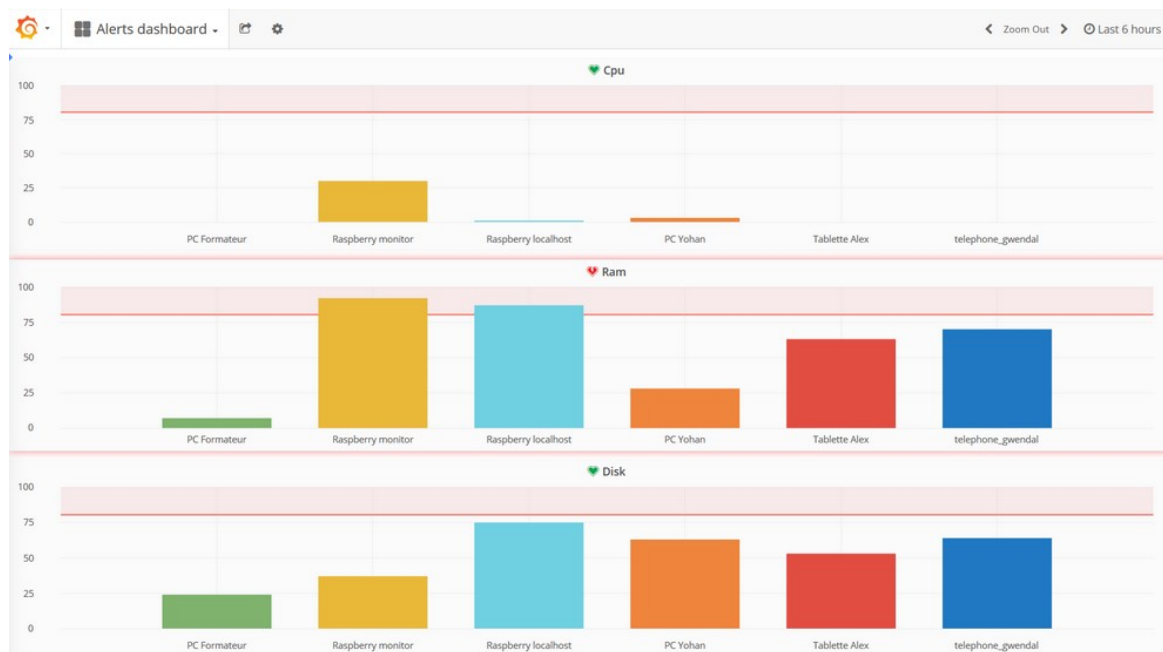 Alerts dashboard
Zoom Out
Last 6 hours
Cpu
100
75
50
25
0
PC Formateur Raspberry monitor Raspberry localhost PC Yohan Tablette Alex telephone_gwendal
Ram
100
75
50
25
0
PC Formateur Raspberry monitor Raspberry localhost PC Yohan Tablette Alex telephone_gwendal
Disk
100
75
50
25
0
PC Formateur Raspberry monitor Raspberry localhost PC Yohan Tablette Alex telephone_gwendal